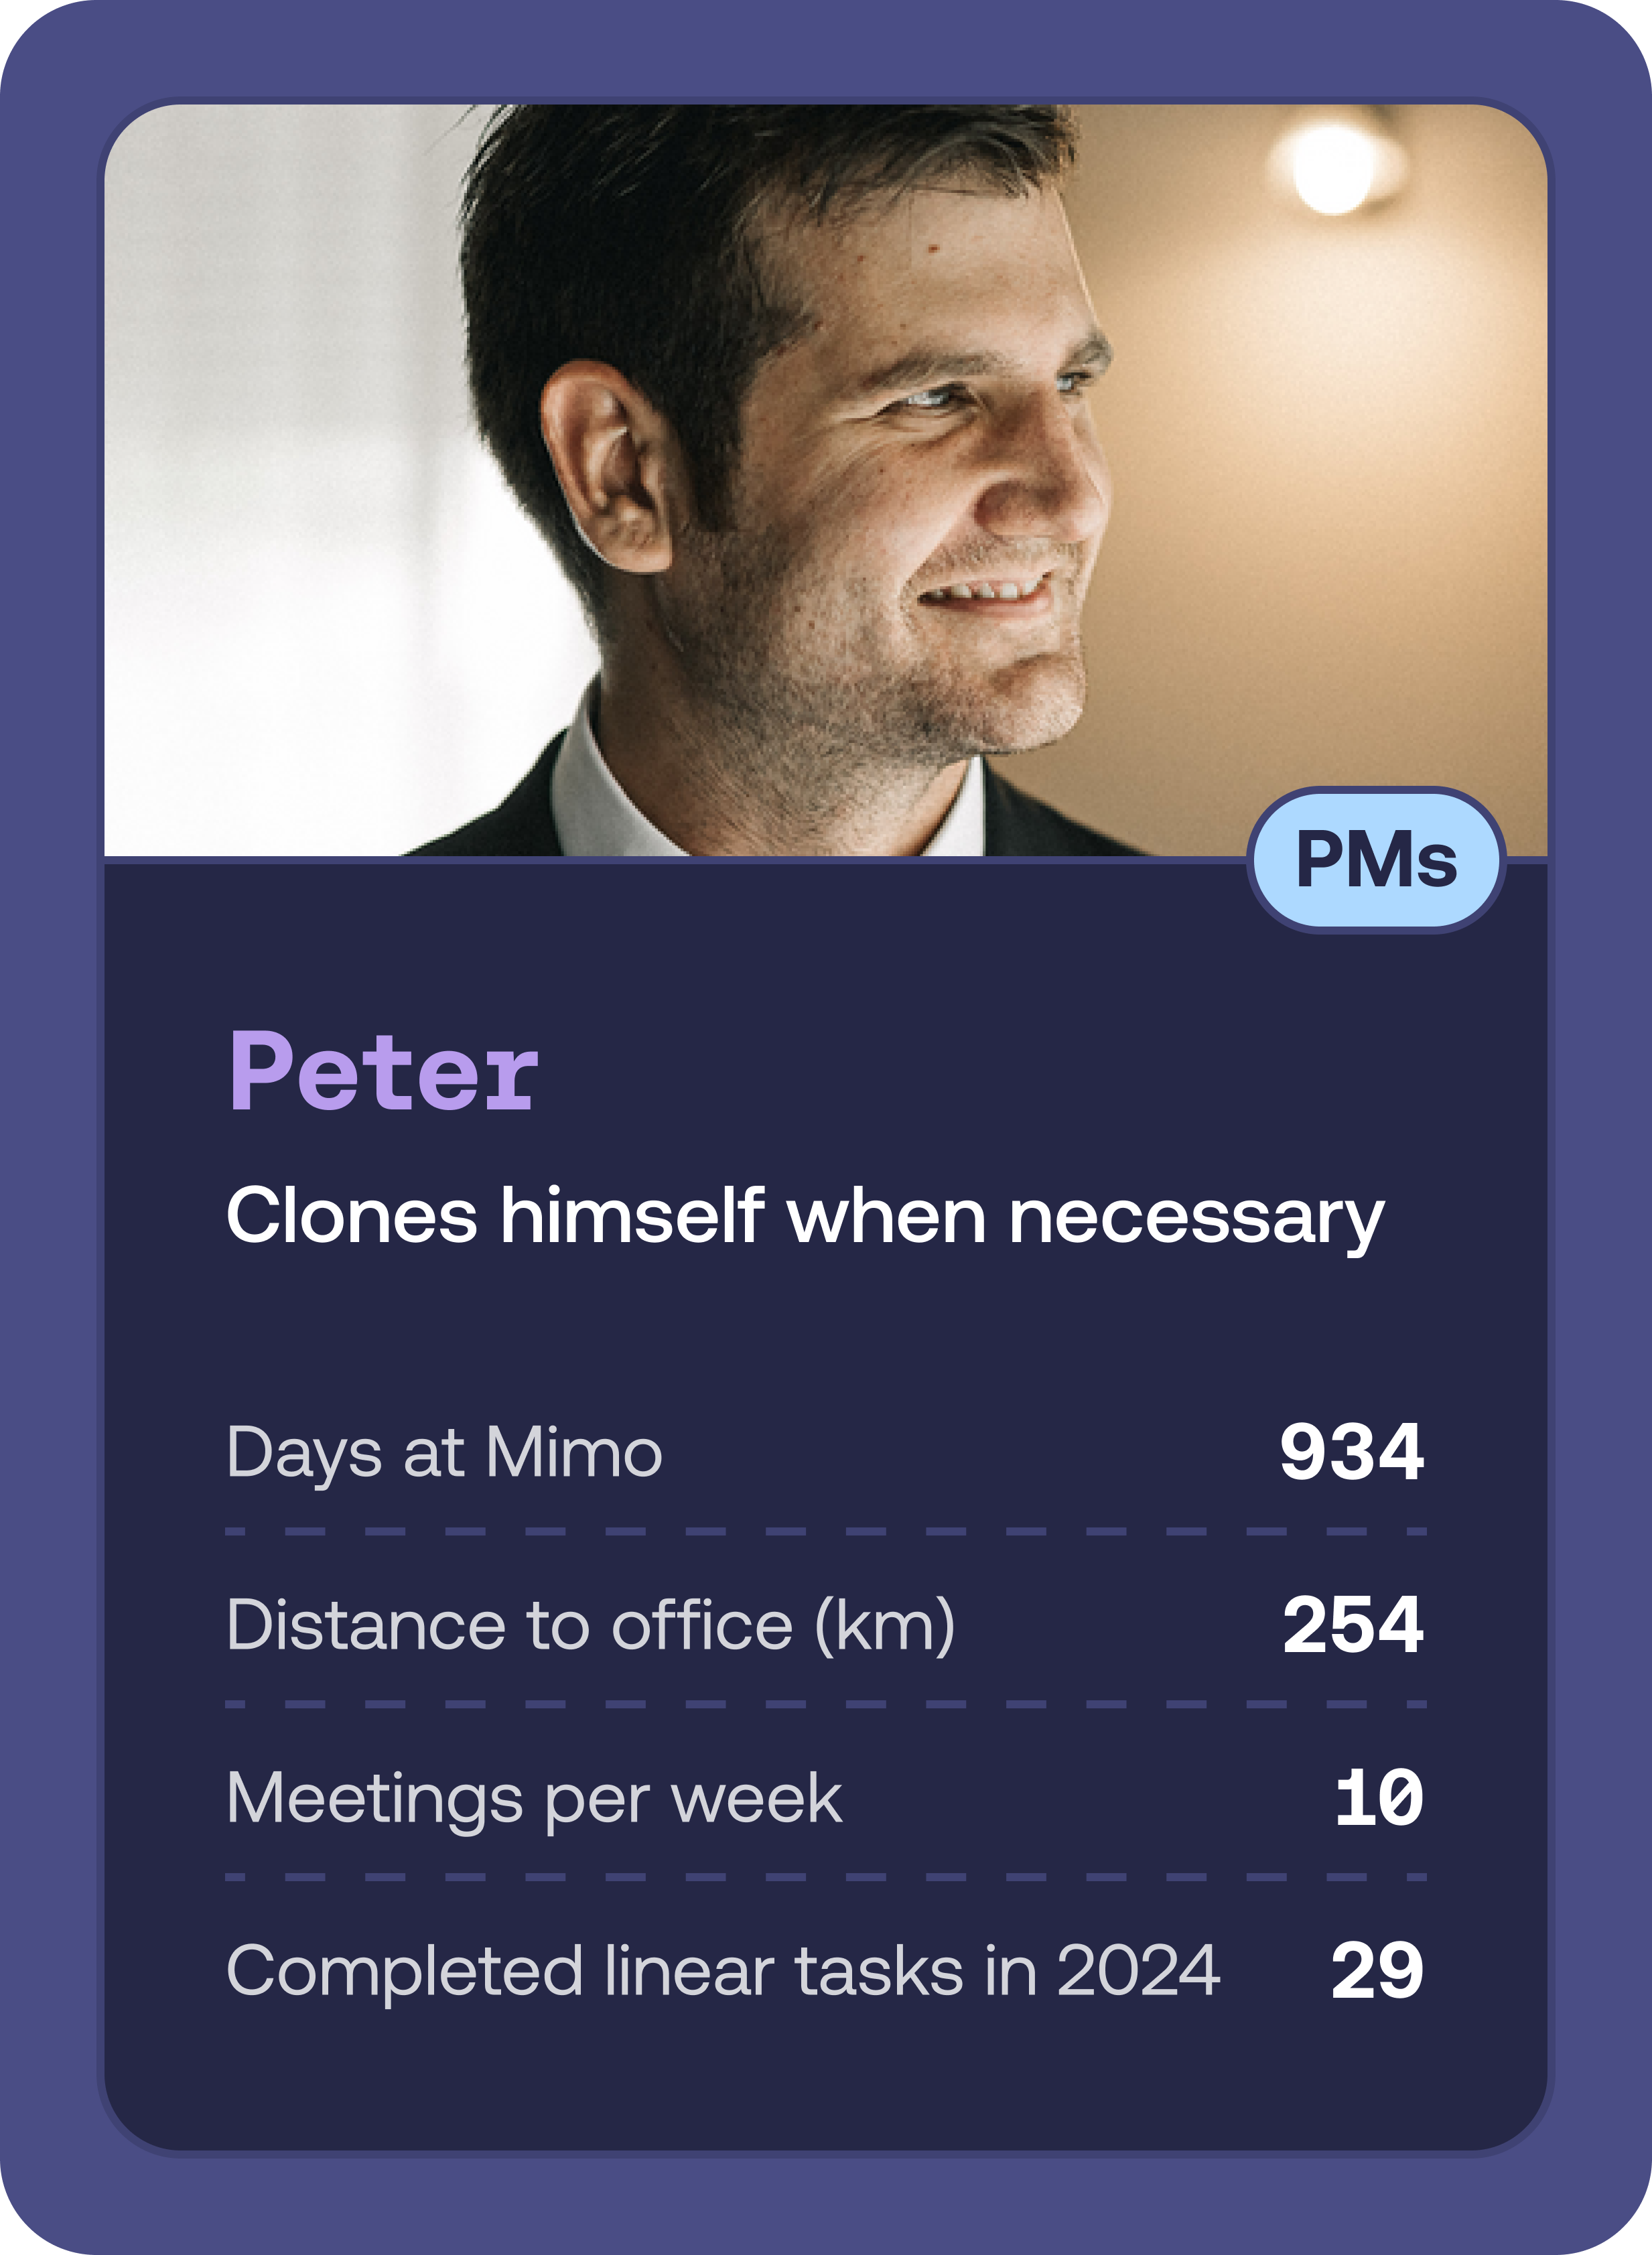 PMs
Peter
Clones himself when necessary
Days at Mimo 934
Distance to office (km) 254
Meetings per week 10
Completed linear tasks in 2024 29